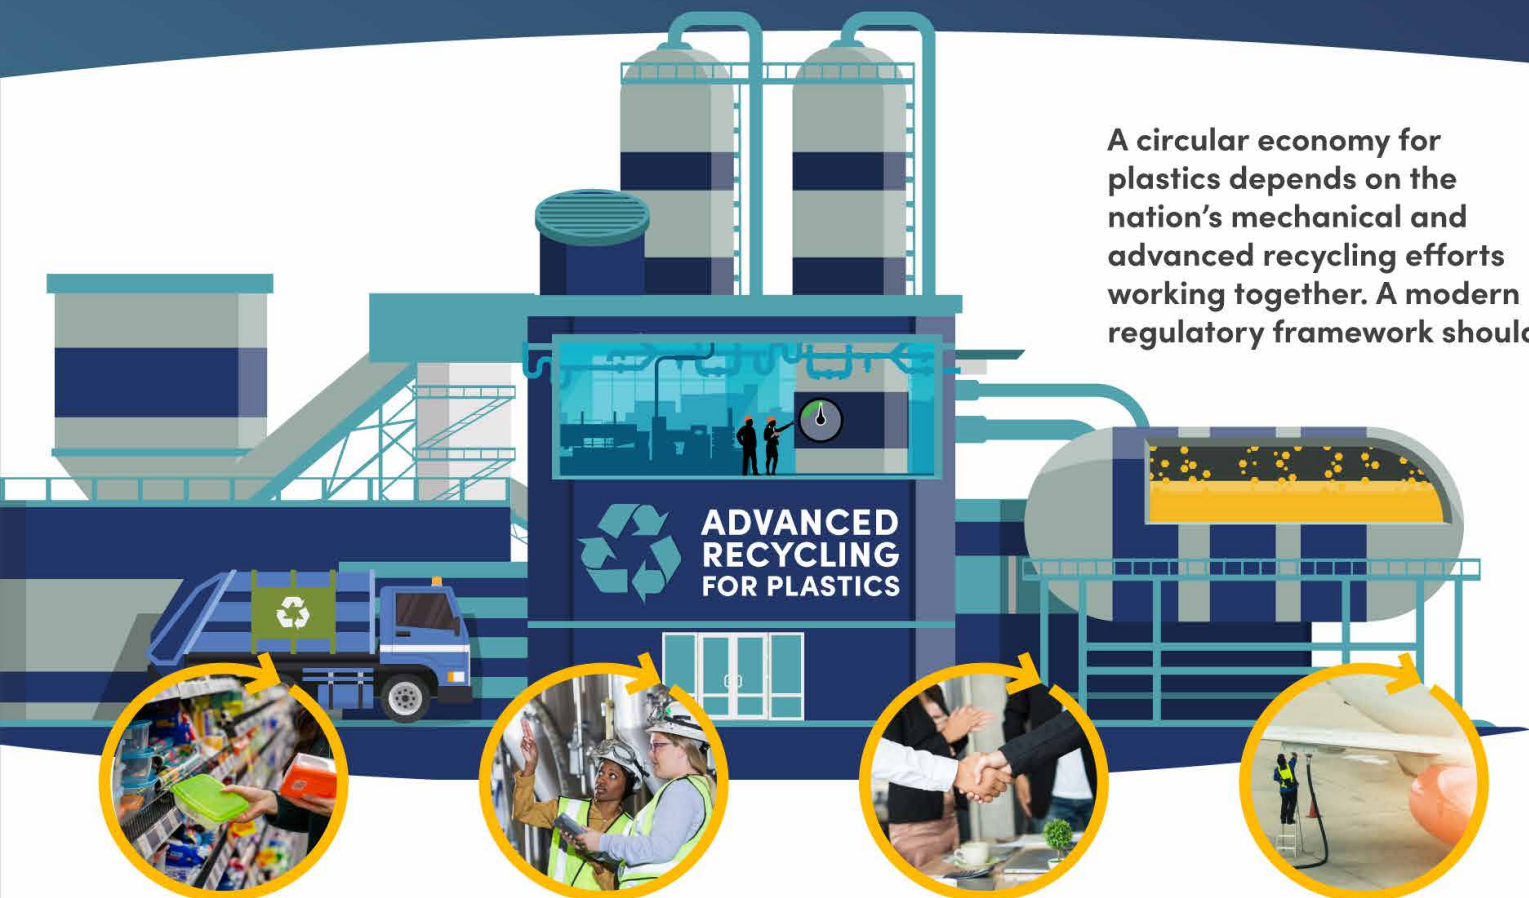 A circular economy for
plastics depends on the
nation’s mechanical and
advanced recycling efforts
working together. A modern
regulatory framework should
ADVANCED
RECYCLING
FOR PLASTICS